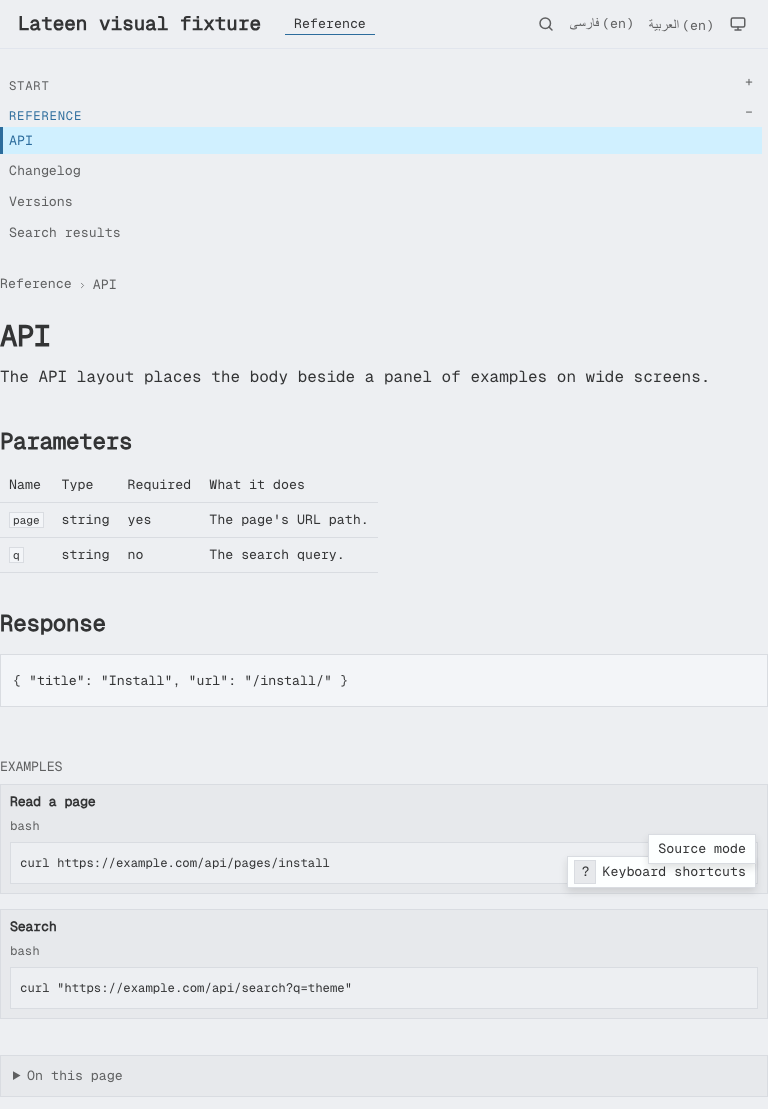 Lateen visual fixture Reference فارسی (en) العربية (en)
START +
REFERENCE −
API
Changelog
Versions
Search results
Reference › API
API
The API layout places the body beside a panel of examples on wide screens.
Parameters
Name Type Required What it does
page string yes The page's URL path.
q string no The search query.
Response
{ "title": "Install", "url": "/install/" }
EXAMPLES
Read a page
bash
Source mode
curl https://example.com/api/pages/install
? Keyboard shortcuts
Search
bash
curl "https://example.com/api/search?q=theme"
On this page